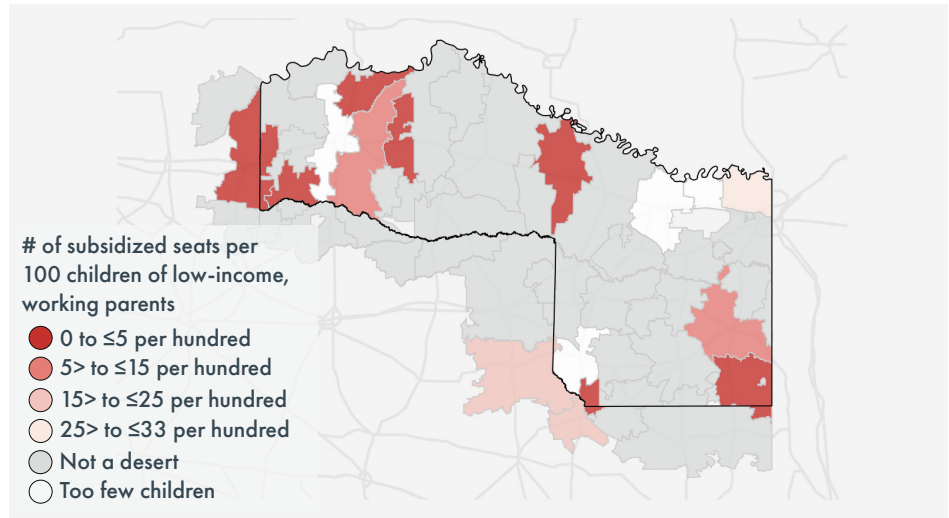 # of subsidized seats per
100 children of low-income,
working parents
0 to ≤5 per hundred
5> to ≤15 per hundred
15> to ≤25 per hundred
25> to ≤33 per hundred
Not a desert
Too few children